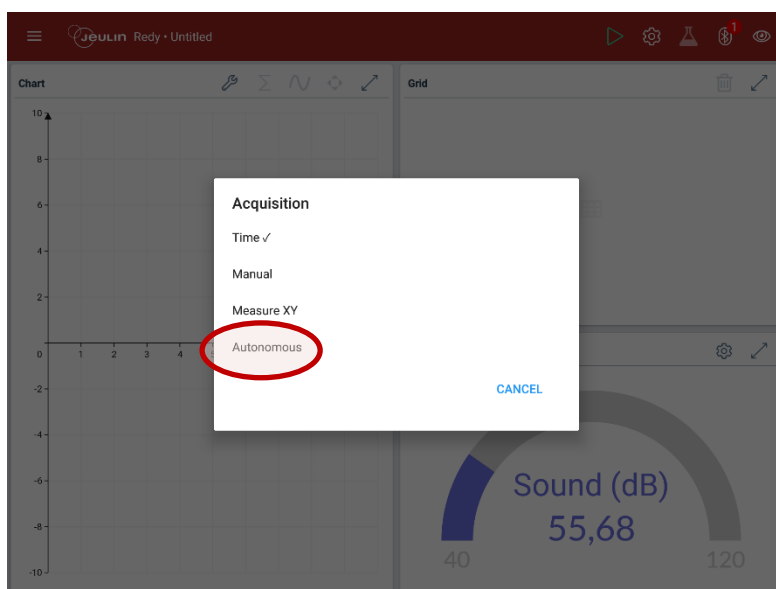 Jeulin Redy • Untitled
1
Chart
Grid
10
8
6
4
2
0
1 2 3 4
-2
-4
-6
-8
-10
Acquisition
Time ✓
Manual
Measure XY
Autonomous
CANCEL
Sound (dB)
55,68
40
120